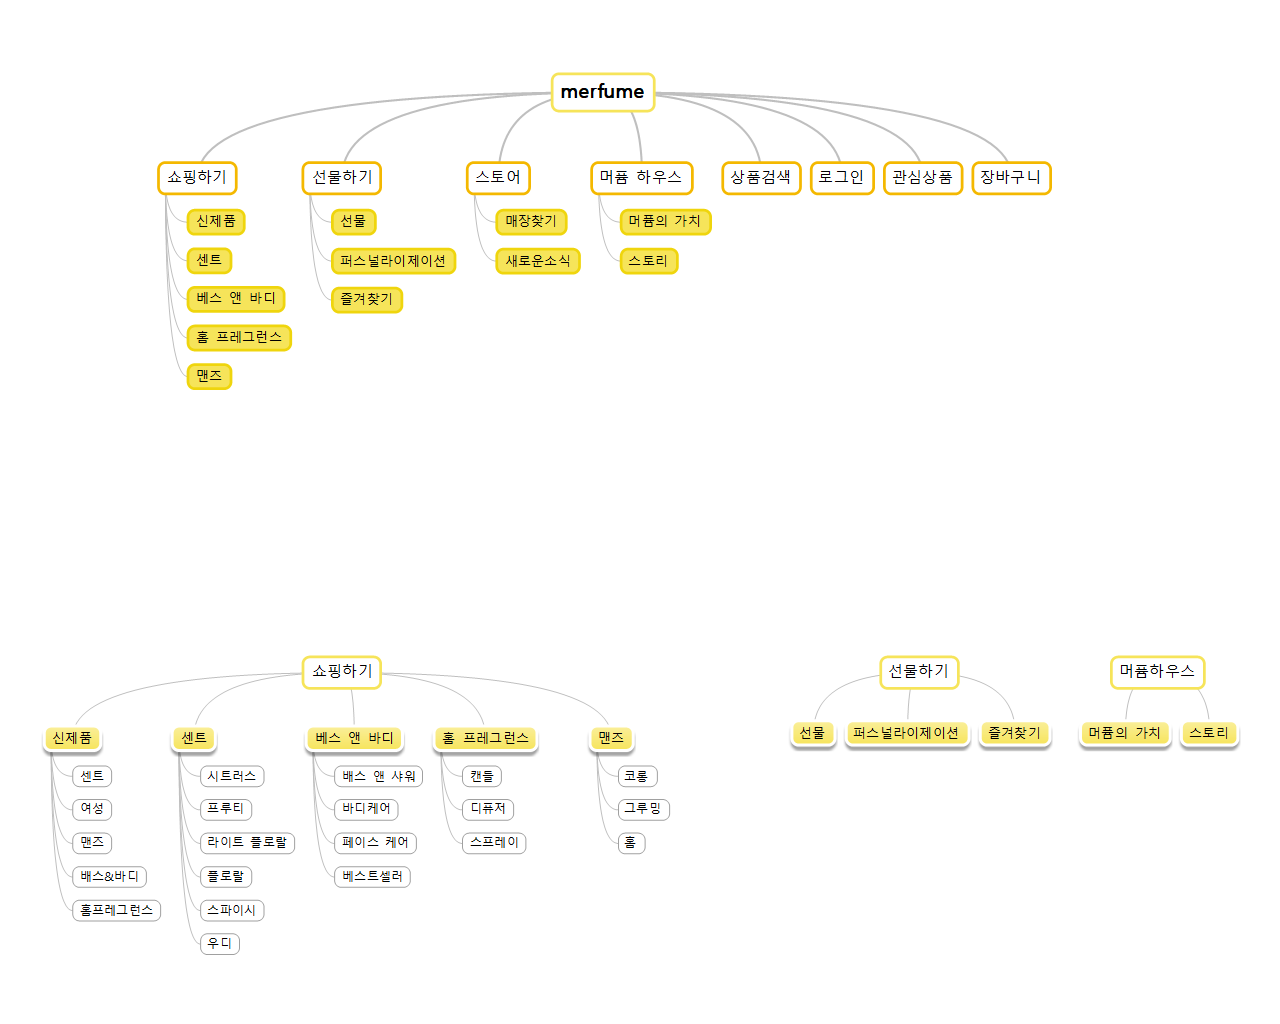 merfume
쇼핑하기
신제품
센트
베스 앤 바디
홈 프레그런스
맨즈
선물하기
선물
퍼스널라이제이션
즐겨찾기
스토어
매장찾기
새로운소식
머퓸 하우스
머퓸의 가치
스토리
상품검색
로그인
관심상품
장바구니
쇼핑하기
신제품
센트
여성
맨즈
배스&바디
홈프레그런스
센트
시트러스
프루티
라이트 플로랄
플로랄
스파이시
우디
베스 앤 바디
배스 앤 샤워
바디케어
페이스 케어
베스트셀러
홈 프레그런스
캔들
디퓨저
스프레이
맨즈
코롱
그루밍
홈
선물하기
선물
퍼스널라이제이션
즐겨찾기
머퓸하우스
머퓸의 가치
스토리